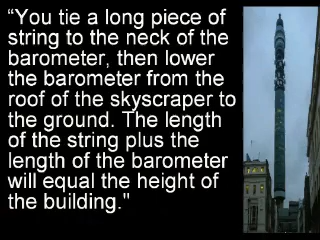 “You tie a long piece of
string to the neck of the
barometer, then lower
the barometer from the
roof of the skyscraper to
the ground. The length
of the string plus the
length of the barometer
will equal the height of
the building."